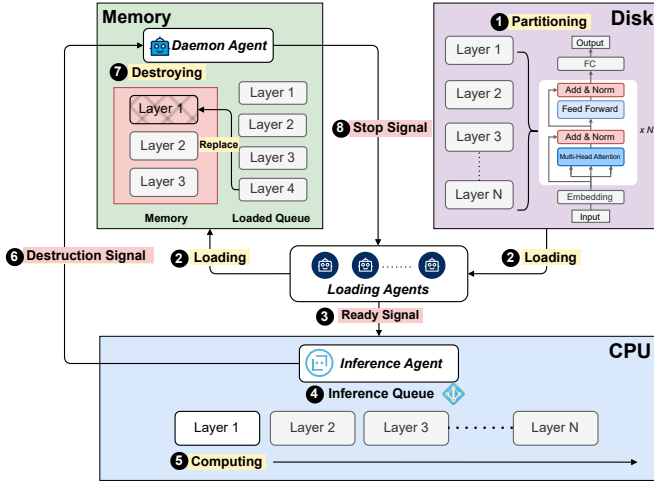 Memory
Daemon Agent
7 Destroying
Layer 1
Layer 2
Layer 3
Replace
Layer 1
Layer 2
Layer 3
Layer 4
Memory
Loaded Queue
1 Partitioning
Disk
Layer 1
Layer 2
Layer 3
Layer N
Output
FC
Add & Norm
Feed Forward
Add & Norm
Multi-Head Attention
x N
Embedding
Input
8 Stop Signal
6 Destruction Signal
2 Loading
2 Loading
Loading Agents
3 Ready Signal
CPU
Inference Agent
4 Inference Queue
Layer 1
Layer 2
Layer 3
Layer N
5 Computing